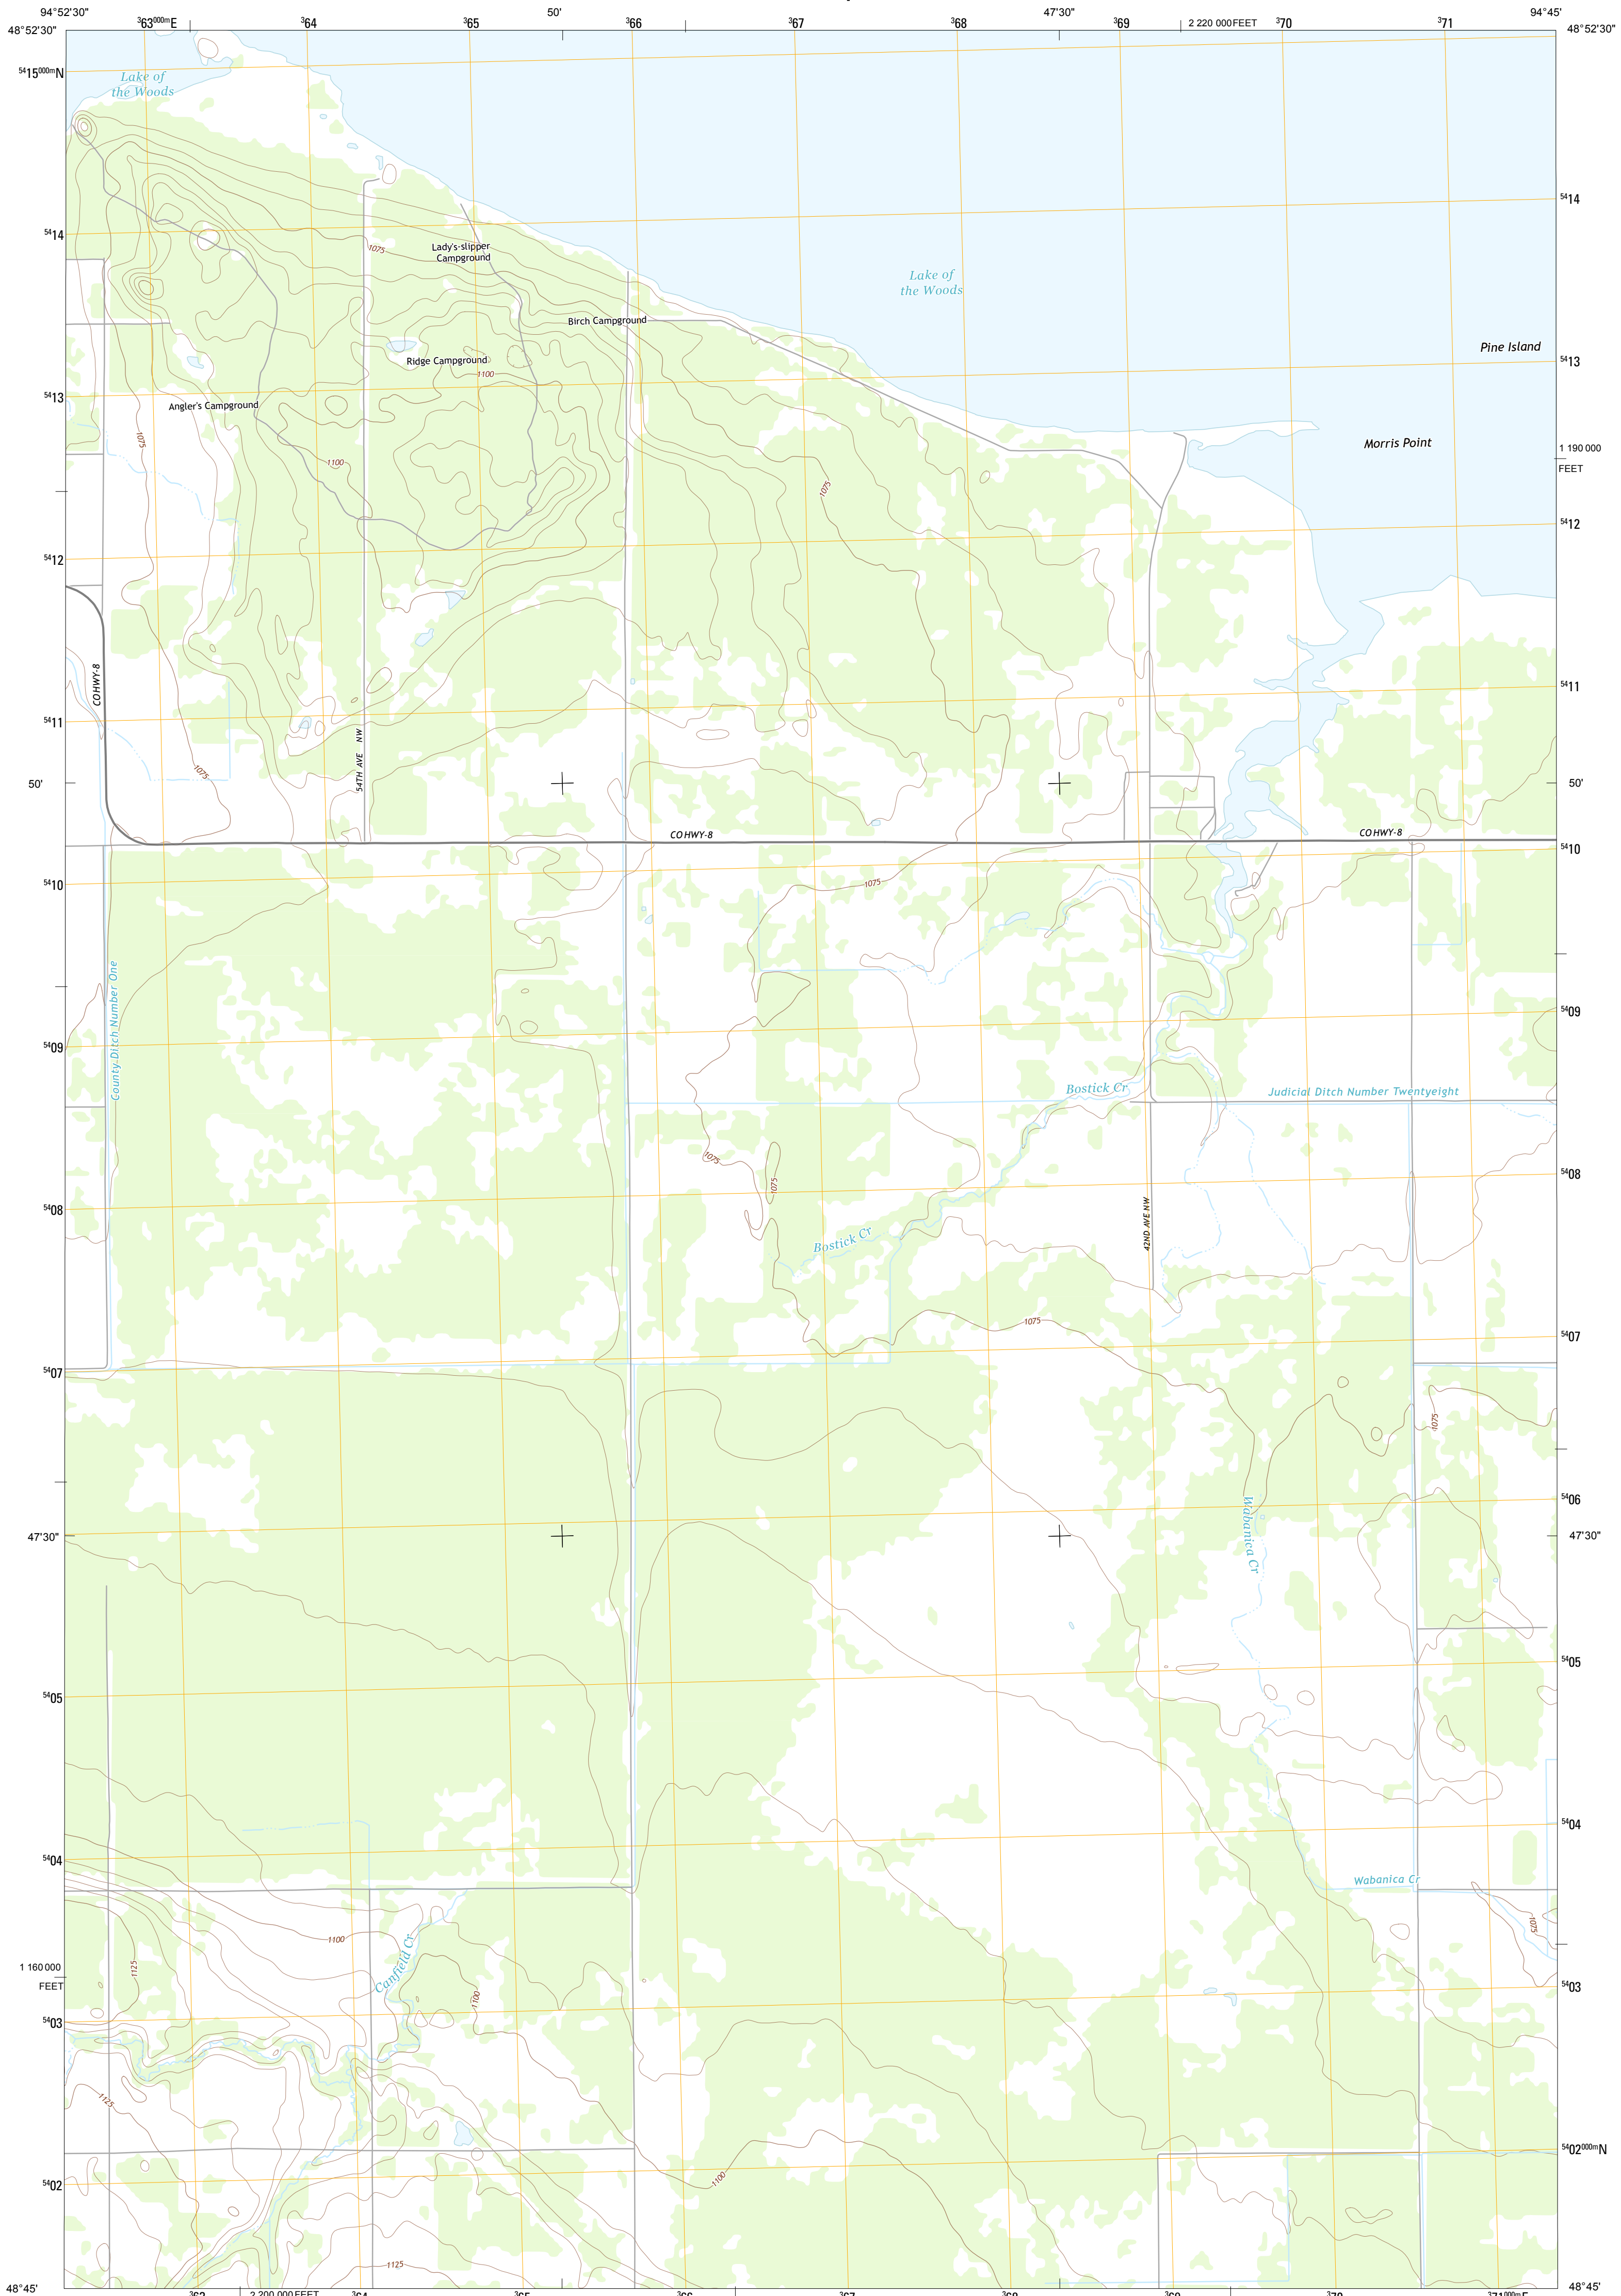 94°52'30"
³63⁰⁰⁰ᵐE
³64
³65
50'
³66
³67
³68
47'30"
³69
2 220 000 FEET
³70
³71
94°45'
48°52'30"
48°52'30"
⁵⁴15⁰⁰⁰ᵐN
Lake of
the Woods
⁵⁴14
⁵⁴14
1075
Lady's-slipper
Campground
Lake of
the Woods
Birch Campground
Pine Island
⁵⁴13
Ridge Campground
1100
⁵⁴13
Angler's Campground
1075
Morris Point
1 190 000
FEET
1100
1075
⁵⁴12
⁵⁴12
COHWY-8
⁵⁴11
⁵⁴11
54TH AVE NW
1075
50'
50'
COHWY-8
COHWY-8
⁵⁴10
⁵⁴10
1075
County Ditch Number One
⁵⁴09
⁵⁴09
Bostick Cr
Judicial Ditch Number Twentyeight
1075
1075
⁵⁴08
⁵⁴08
42ND AVE NW
Bostick Cr
1075
⁵⁴07
⁵⁴07
1075
⁵⁴06
Wabanica Cr
47'30"
47'30"
⁵⁴05
⁵⁴05
⁵⁴04
⁵⁴04
Wabanica Cr
1075
1100
Canfield Cr
1125
1 160 000
FEET
1100
⁵⁴03
⁵⁴03
1125
⁵⁴02⁰⁰⁰ᵐN
1100
⁵⁴02
1125
48°45'
48°45'
2 200 000 FEET